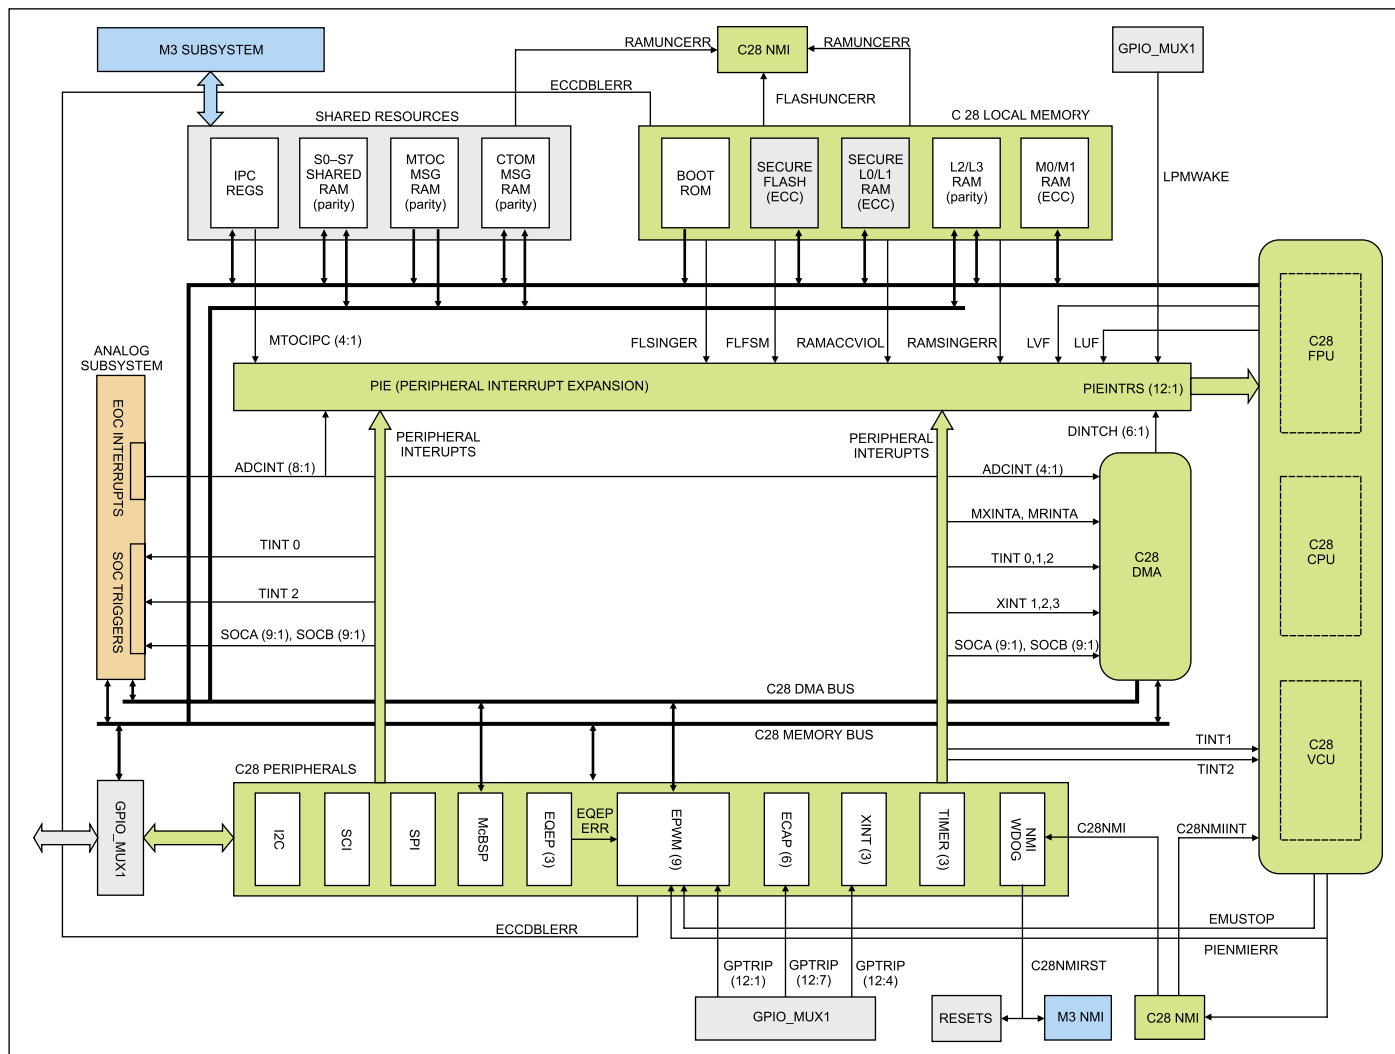 M3 SUBSYSTEM
RAMUNCERR
C28 NMI
RAMUNCERR
GPIO_MUX1
ECCDBLERR
FLASHUNCERR
SHARED RESOURCES
C 28 LOCAL MEMORY
IPC
REGS
S0–S7
SHARED
RAM
(parity)
MTOC
MSG
RAM
(parity)
CTOM
MSG
RAM
(parity)
BOOT
ROM
SECURE
FLASH
(ECC)
SECURE
L0/L1
RAM
(ECC)
L2/L3
RAM
(parity)
M0/M1
RAM
(ECC)
LPMWAKE
MTOCIPC (4:1)
FLSINGER
FLFSM
RAMACCVIOL
RAMSINGERR
LVF
LUF
C28
FPU
ANALOG
SUBSYSTEM
PIE (PERIPHERAL INTERRUPT EXPANSION)
PIEINTRS (12:1)
EOC INTERRUPTS
PERIPHERAL
INTERUPTS
PERIPHERAL
INTERUPTS
DINTCH (6:1)
ADCINT (8:1)
ADCINT (4:1)
MXINTA, MRINTA
SOC TRIGGERS
TINT 0
TINT 0,1,2
C28
DMA
C28
CPU
TINT 2
XINT 1,2,3
SOCA (9:1), SOCB (9:1)
SOCA (9:1), SOCB (9:1)
C28 DMA BUS
C28 MEMORY BUS
C28
VCU
TINT1
TINT2
C28 PERIPHERALS
GPIO_MUX1
I2C
SCI
SPI
McBSP
EQEP (3)
EQEP
ERR
EPWM (9)
ECAP (6)
XINT (3)
TIMER (3)
NMI
WDOG
C28NMI
C28NMIINT
ECCDBLERR
EMUSTOP
PIENMIERR
GPTRIP
(12:1)
GPTRIP
(12:7)
GPTRIP
(12:4)
C28NMIRST
GPIO_MUX1
RESETS
M3 NMI
C28 NMI